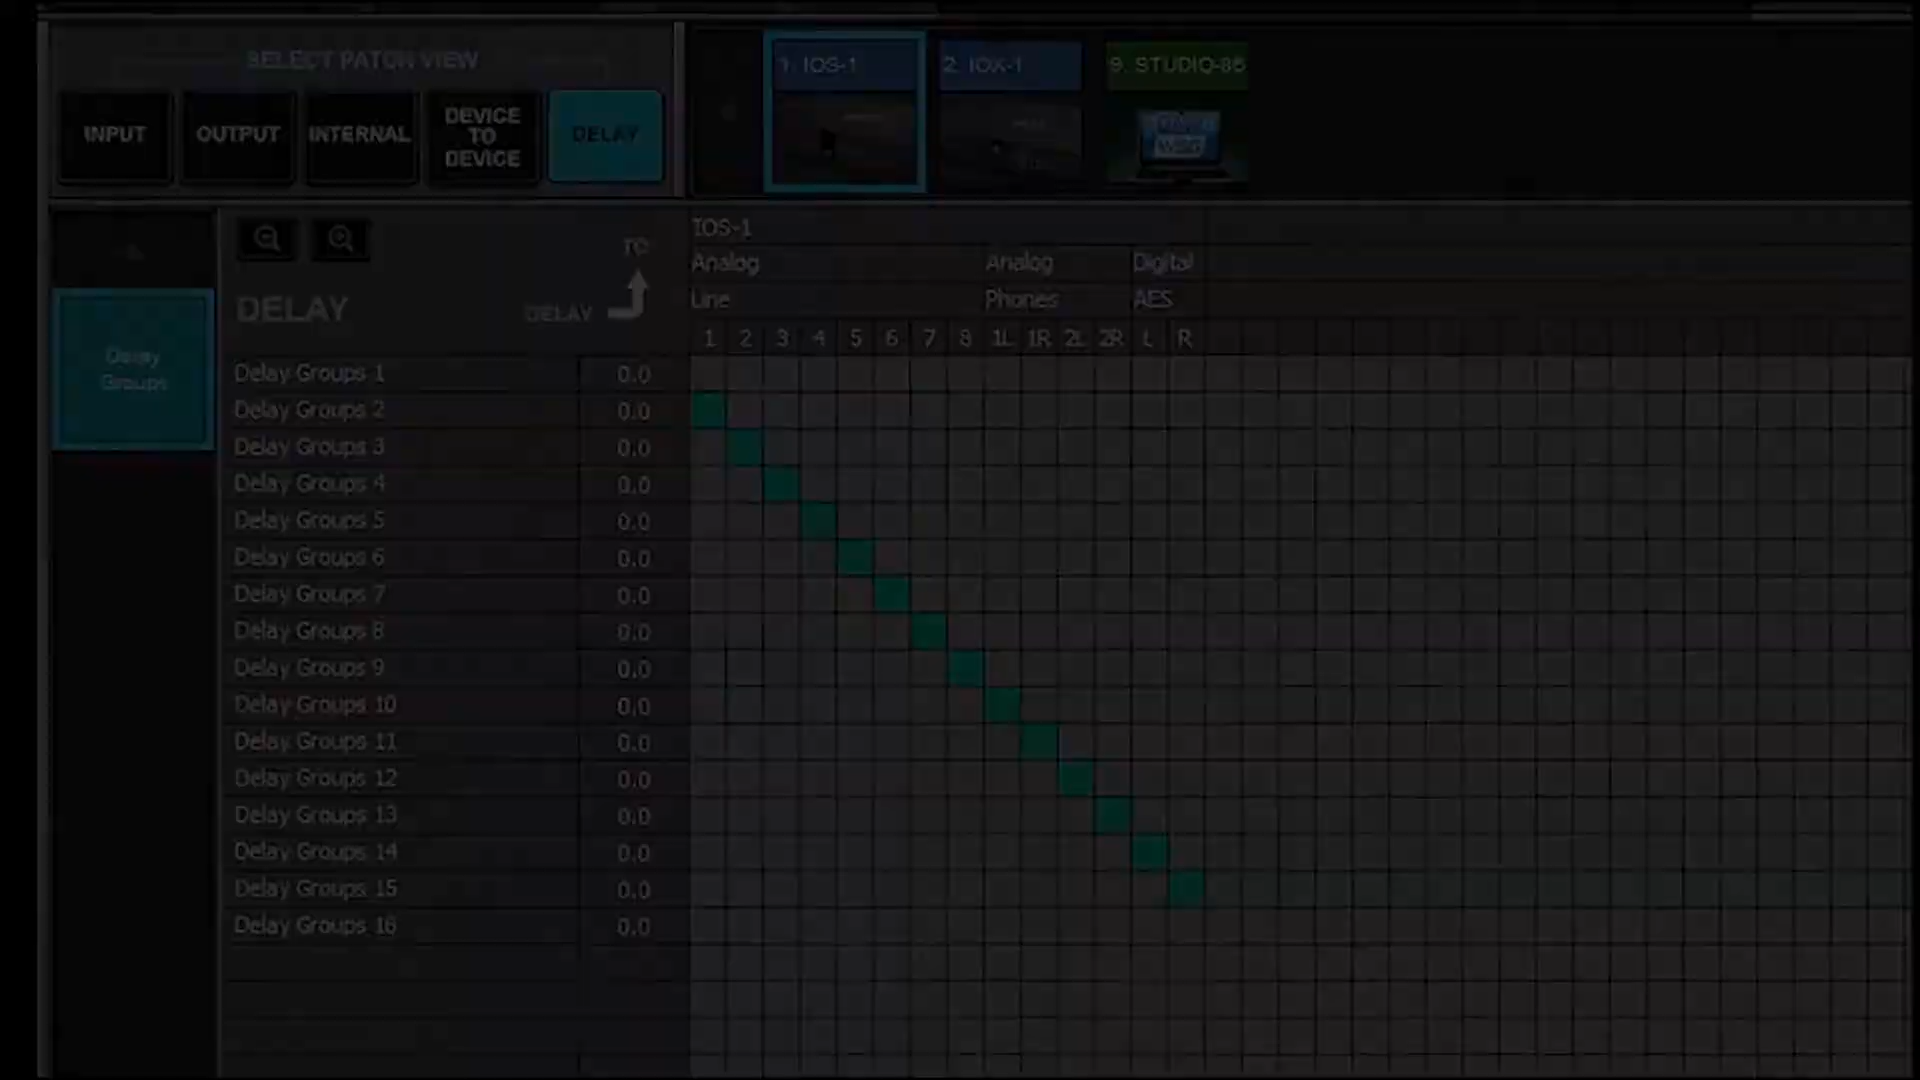 SELECT PATCH VIEW
INPUT
OUTPUT
INTERNAL
DEVICE
TO
DEVICE
DELAY
1. IOS-1
2. IOX-1
Delay
Groups
DELAY
DELAY
TO
IOS-1
Analog Analog Digital
Line Phones AES
1 2 3 4 5 6 7 8 1L 1R 2L 2R L R
Delay Groups 1 0.0
Delay Groups 2 0.0
Delay Groups 3 0.0
Delay Groups 4 0.0
Delay Groups 5 0.0
Delay Groups 6 0.0
Delay Groups 7 0.0
Delay Groups 8 0.0
Delay Groups 9 0.0
Delay Groups 10 0.0
Delay Groups 11 0.0
Delay Groups 12 0.0
Delay Groups 13 0.0
Delay Groups 14 0.0
Delay Groups 15 0.0
Delay Groups 16 0.0